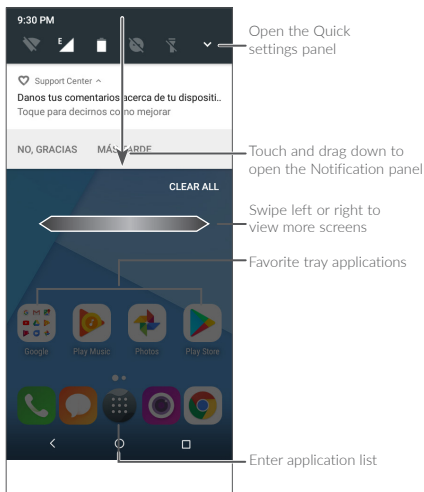 9:30 PM
E
Open the Quick
settings panel
Support Center
Danos tus comentarios acerca de tu dispositi..
Toque para decirnos como mejorar
NO, GRACIAS MÁS TARDE
Touch and drag down to
open the Notification panel
CLEAR ALL
Swipe left or right to
view more screens
Favorite tray applications
Google Play Music Photos Play Store
Enter application list